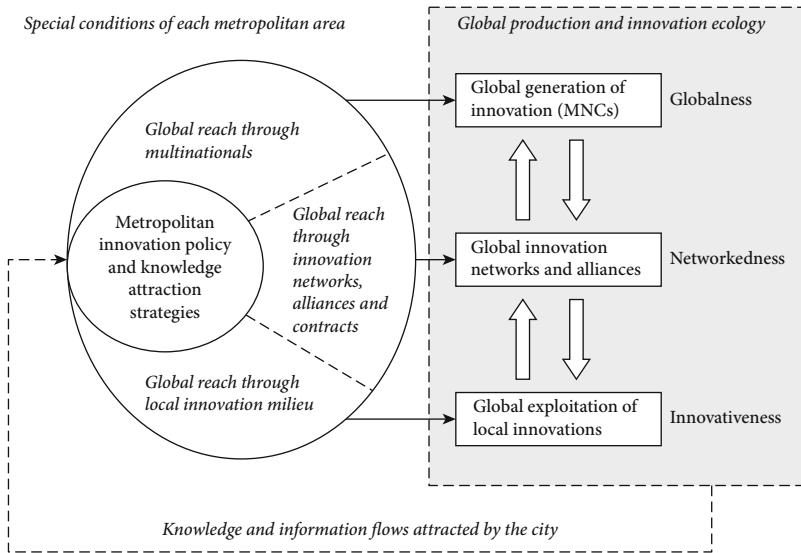 Special conditions of each metropolitan area
Global production and innovation ecology
Global reach through
multinationals
Metropolitan
innovation policy
and knowledge
attraction
strategies
Global reach
through
innovation
networks,
alliances and
contracts
Global reach through
local innovation milieu
Global generation of
innovation (MNCs)
Globalness
Global innovation
networks and alliances
Networkedness
Global exploitation of
local innovations
Innovativeness
Knowledge and information flows attracted by the city